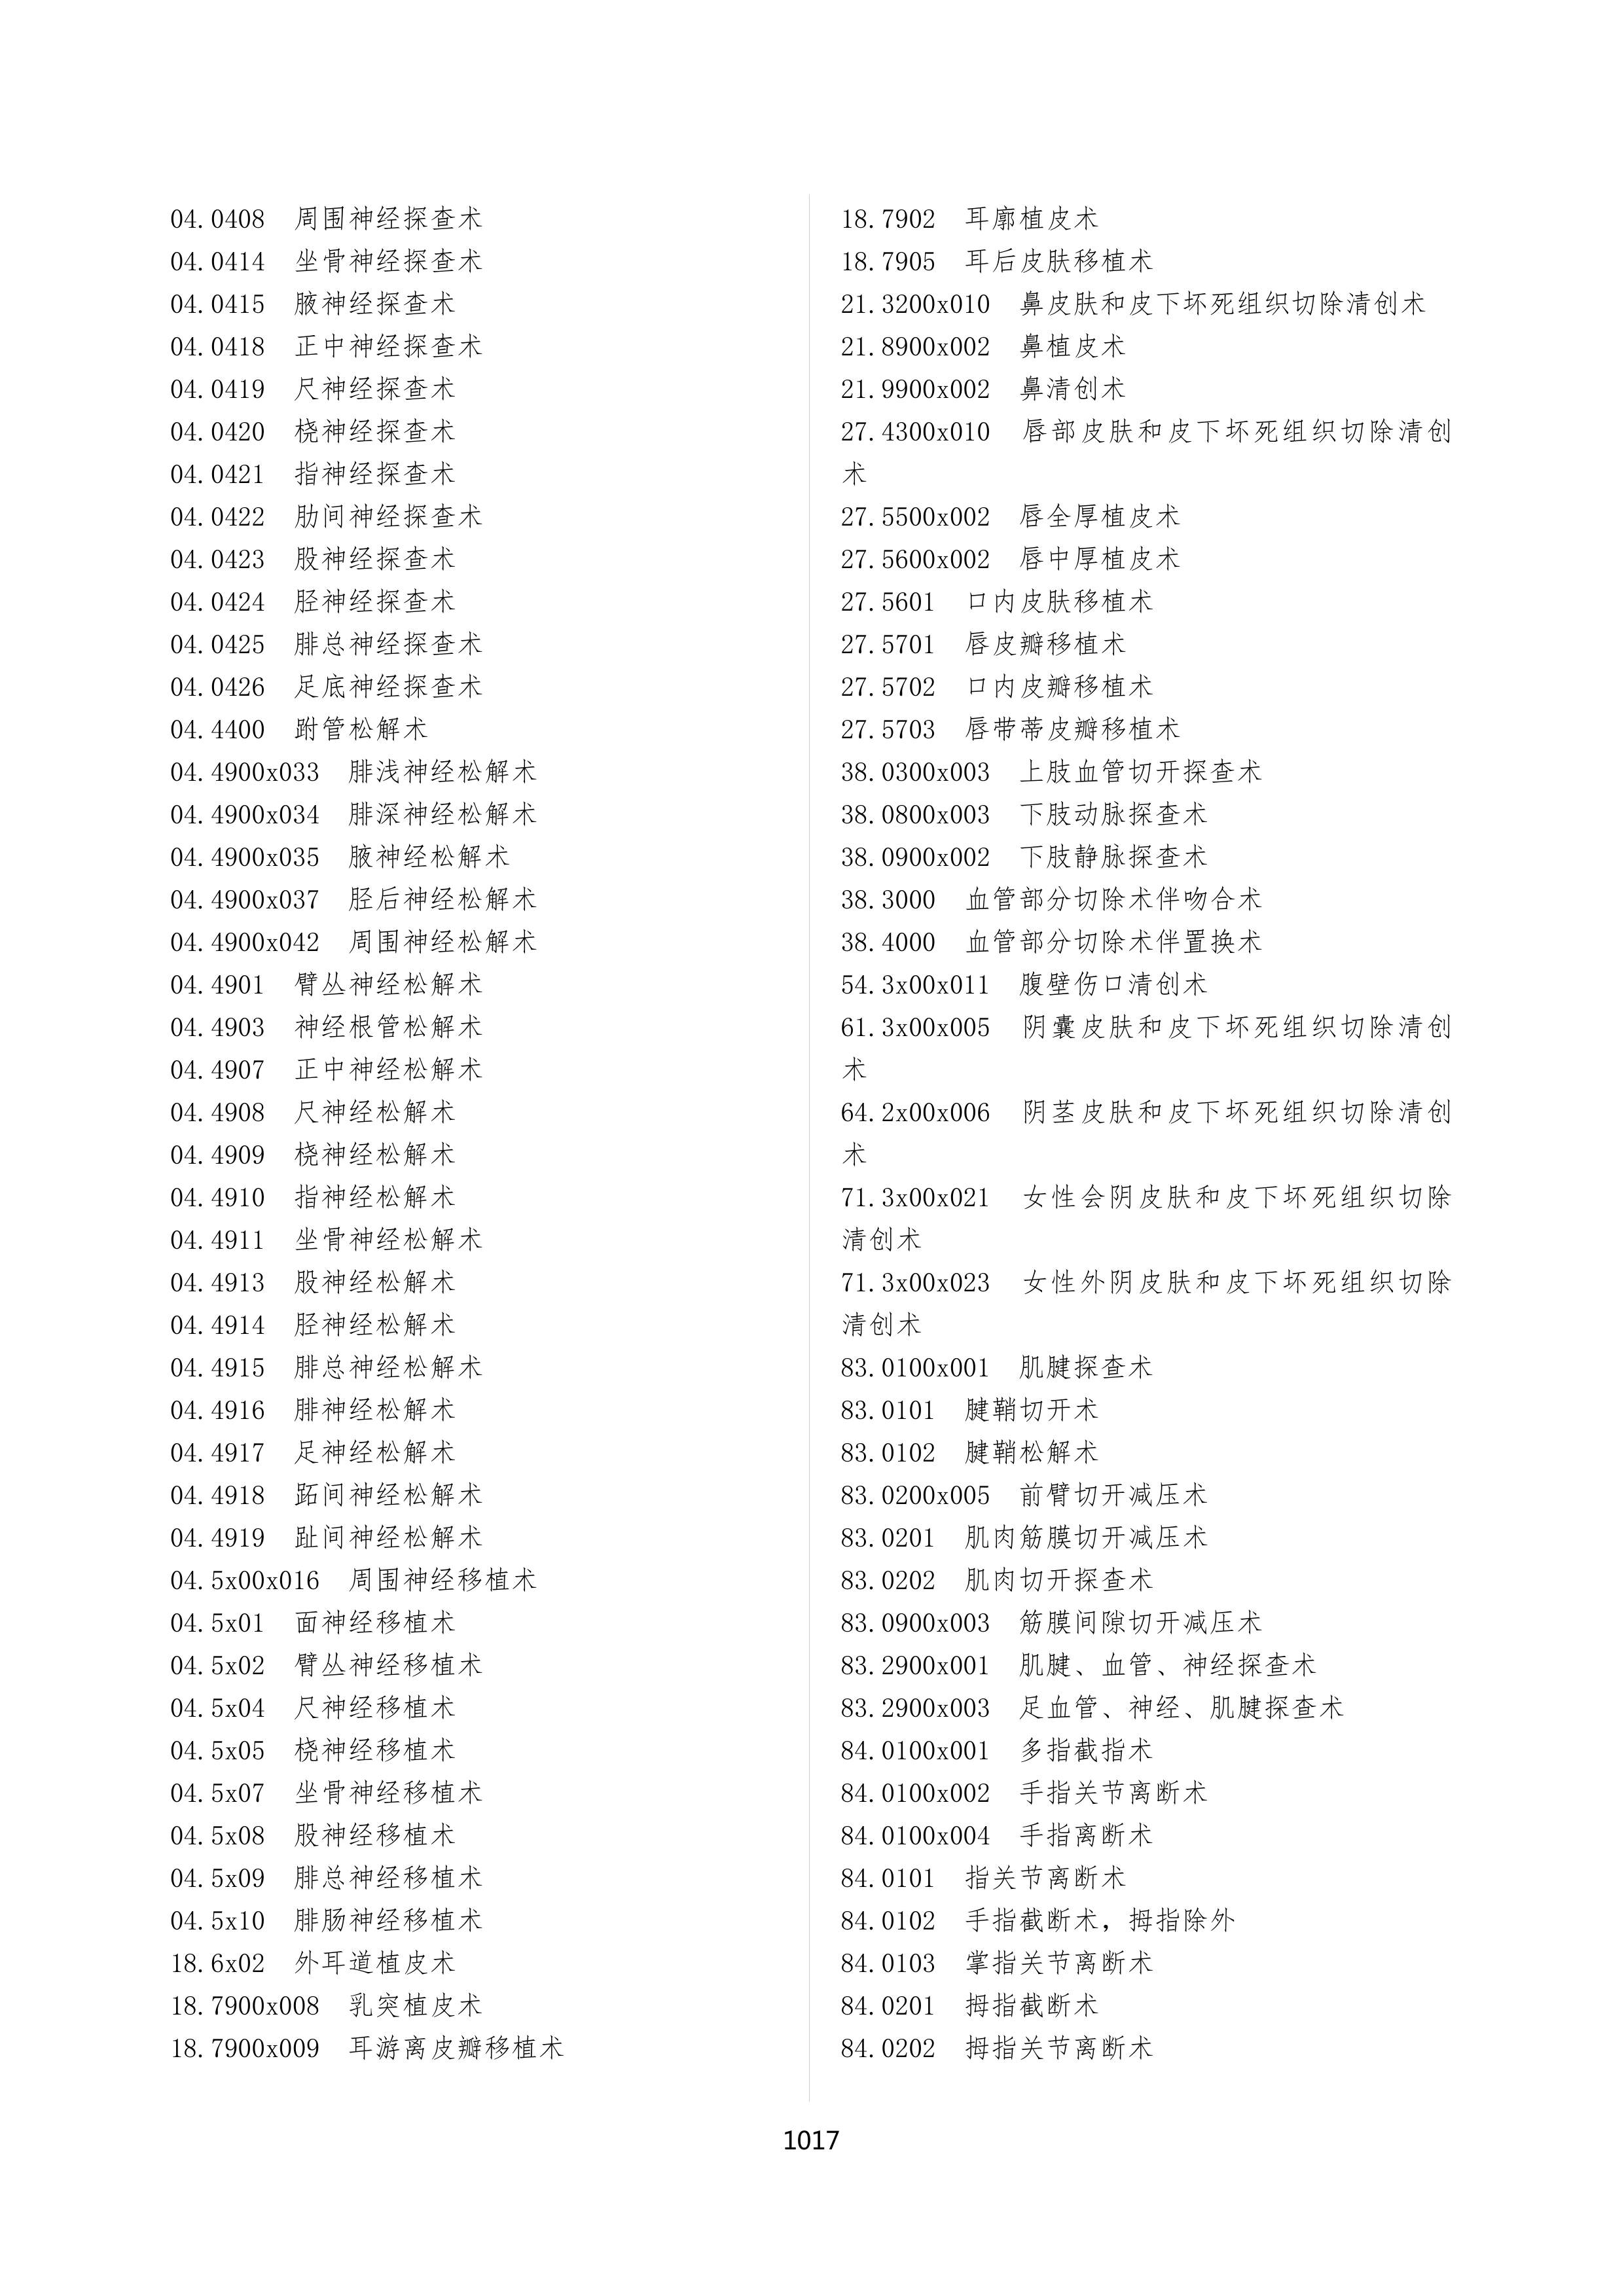 04.0408 周围神经探查术
04.0414 坐骨神经探查术
04.0415 腋神经探查术
04.0418 正中神经探查术
04.0419 尺神经探查术
04.0420 桡神经探查术
04.0421 指神经探查术
04.0422 肋间神经探查术
04.0423 股神经探查术
04.0424 胫神经探查术
04.0425 腓总神经探查术
04.0426 足底神经探查术
04.4400 跗管松解术
04.4900x033 腓浅神经松解术
04.4900x034 腓深神经松解术
04.4900x035 腋神经松解术
04.4900x037 胫后神经松解术
04.4900x042 周围神经松解术
04.4901 臂丛神经松解术
04.4903 神经根管松解术
04.4907 正中神经松解术
04.4908 尺神经松解术
04.4909 桡神经松解术
04.4910 指神经松解术
04.4911 坐骨神经松解术
04.4913 股神经松解术
04.4914 胫神经松解术
04.4915 腓总神经松解术
04.4916 腓神经松解术
04.4917 足神经松解术
04.4918 跖间神经松解术
04.4919 趾间神经松解术
04.5x00x016 周围神经移植术
04.5x01 面神经移植术
04.5x02 臂丛神经移植术
04.5x04 尺神经移植术
04.5x05 桡神经移植术
04.5x07 坐骨神经移植术
04.5x08 股神经移植术
04.5x09 腓总神经移植术
04.5x10 腓肠神经移植术
18.6x02 外耳道植皮术
18.7900x008 乳突植皮术
18.7900x009 耳游离皮瓣移植术
18.7902 耳廓植皮术
18.7905 耳后皮肤移植术
21.3200x010 鼻皮肤和皮下坏死组织切除清创术
21.8900x002 鼻植皮术
21.9900x002 鼻清创术
27.4300x010 唇部皮肤和皮下坏死组织切除清创
术
27.5500x002 唇全厚植皮术
27.5600x002 唇中厚植皮术
27.5601 口内皮肤移植术
27.5701 唇皮瓣移植术
27.5702 口内皮瓣移植术
27.5703 唇带蒂皮瓣移植术
38.0300x003 上肢血管切开探查术
38.0800x003 下肢动脉探查术
38.0900x002 下肢静脉探查术
38.3000 血管部分切除术伴吻合术
38.4000 血管部分切除术伴置换术
54.3x00x011 腹壁伤口清创术
61.3x00x005 阴囊皮肤和皮下坏死组织切除清创
术
64.2x00x006 阴茎皮肤和皮下坏死组织切除清创
术
71.3x00x021 女性会阴皮肤和皮下坏死组织切除
清创术
71.3x00x023 女性外阴皮肤和皮下坏死组织切除
清创术
83.0100x001 肌腱探查术
83.0101 腱鞘切开术
83.0102 腱鞘松解术
83.0200x005 前臂切开减压术
83.0201 肌肉筋膜切开减压术
83.0202 肌肉切开探查术
83.0900x003 筋膜间隙切开减压术
83.2900x001 肌腱、血管、神经探查术
83.2900x003 足血管、神经、肌腱探查术
84.0100x001 多指截指术
84.0100x002 手指关节离断术
84.0100x004 手指离断术
84.0101 指关节离断术
84.0102 手指截断术，拇指除外
84.0103 掌指关节离断术
84.0201 拇指截断术
84.0202 拇指关节离断术
1017